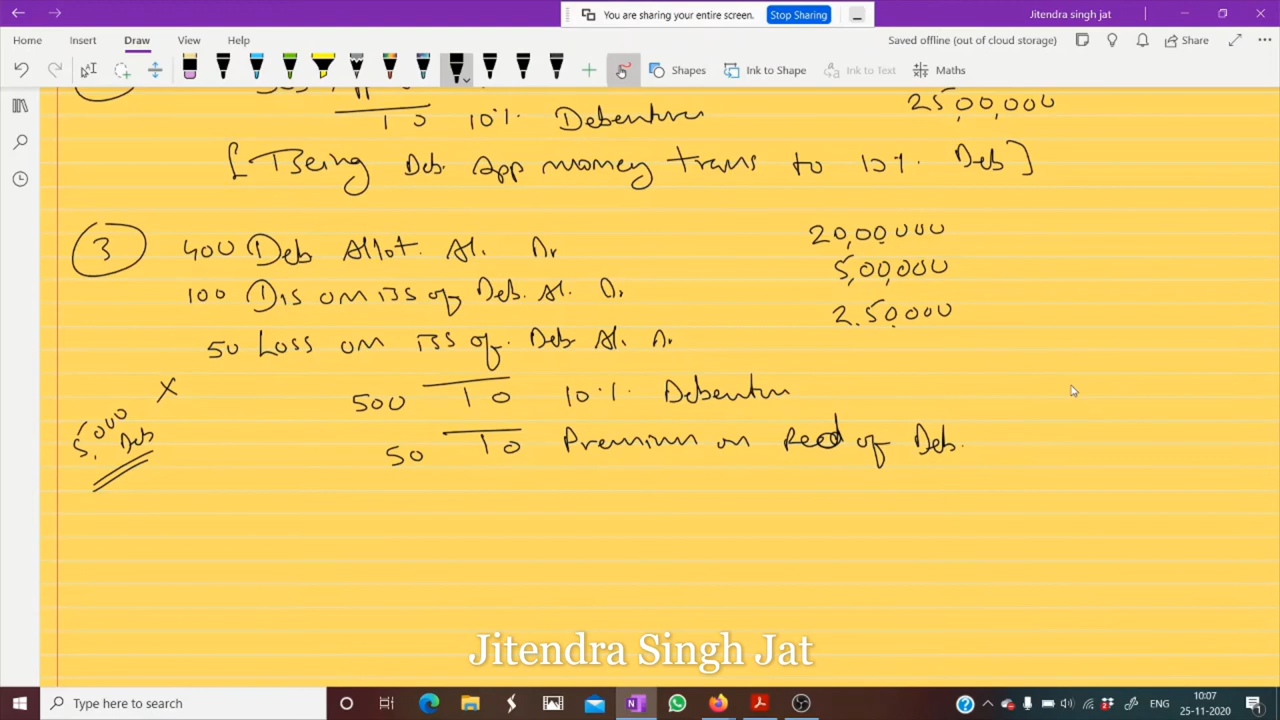 You are sharing your entire screen. Stop Sharing
Jitendra singh jat
Home Insert Draw View Help
Saved offline (out of cloud storage)
Share
Shapes Ink to Shape Ink to Text Maths
25,00,000
To 10% Debenture
[Being Deb. App money trans to 10% Deb]
3 400 Deb Allot. A/. Dr 20,00,000
100 Dis on ISS of Deb. A/. D. 5,00,000
50 Loss on ISS of. Deb A/. D. 2.50,000
X 500 To 10% Debenture
5,000 Deb
50 To Premium on Reed of Deb.
Jitendra Singh Jat
Type here to search
ENG
10:07
25-11-2020